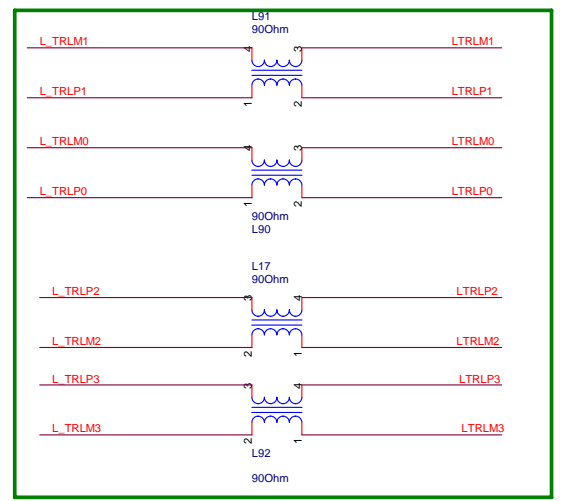 L91
90Ohm
L_TRLM1 4 3 LTRLM1
L_TRLP1 1 2 LTRLP1
L_TRLM0 4 3 LTRLM0
L_TRLP0 1 2 LTRLP0
90Ohm
L90
L17
90Ohm
L_TRLP2 3 4 LTRLP2
L_TRLM2 2 1 LTRLM2
L_TRLP3 3 4 LTRLP3
L_TRLM3 2 1 LTRLM3
L92
90Ohm